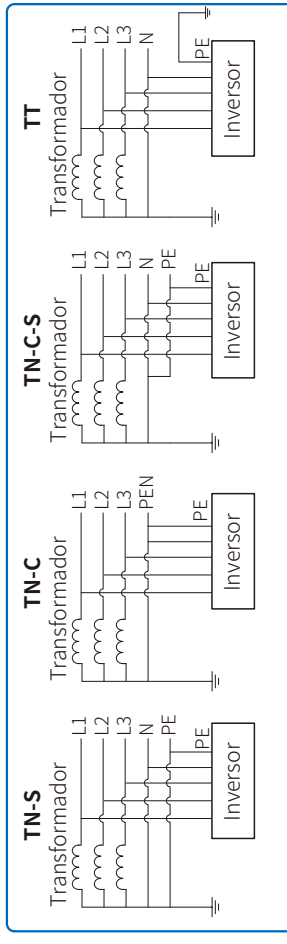 TN-S
Transformador
L1
L2
L3
N
PE
PE
Inversor
TN-C
Transformador
L1
L2
L3
PEN
PE
Inversor
TN-C-S
Transformador
L1
L2
L3
N
PE
PE
Inversor
TT
Transformador
L1
L2
L3
N
PE
Inversor